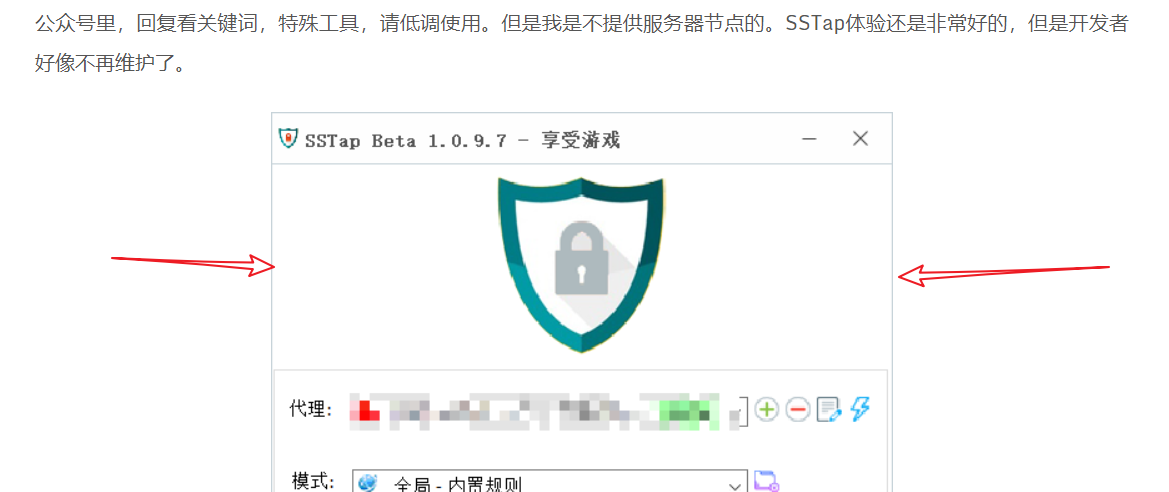 公众号里，回复看关键词，特殊工具，请低调使用。但是我是不提供服务器节点的。SSTap体验还是非常好的，但是开发者
好像不再维护了。
SSTap Beta 1.0.9.7 - 享受游戏
代理:
模式:
全局 - 内置规则